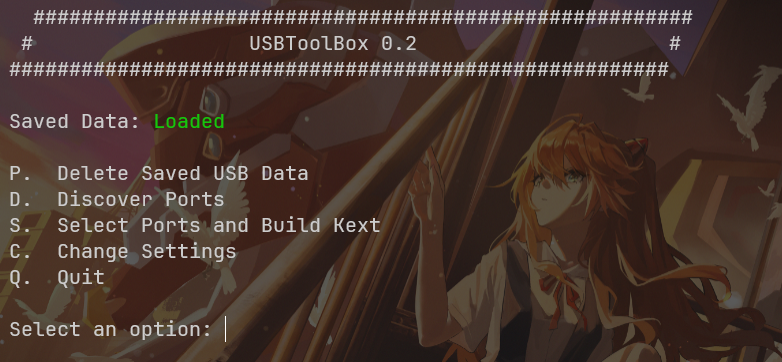 #######################################################
# USBToolBox 0.2 #
#######################################################
Saved Data: Loaded
P. Delete Saved USB Data
D. Discover Ports
S. Select Ports and Build Kext
C. Change Settings
Q. Quit
Select an option: